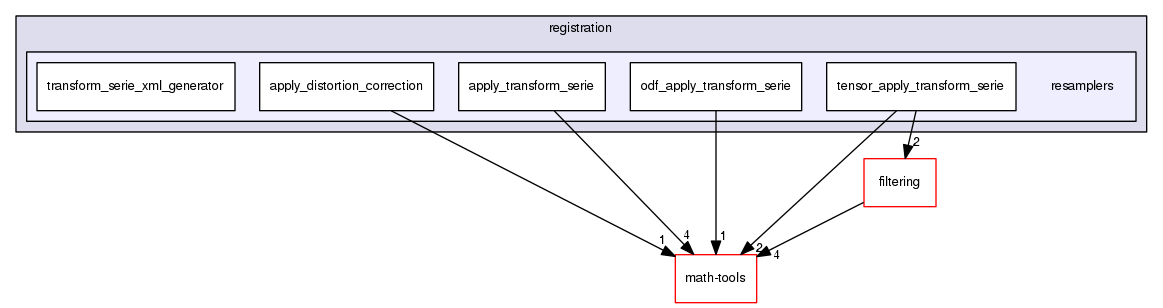 registration
transform_serie_xml_generator
apply_distortion_correction
apply_transform_serie
odf_apply_transform_serie
tensor_apply_transform_serie
resamplers
2
filtering
1
4
1
2
4
math-tools